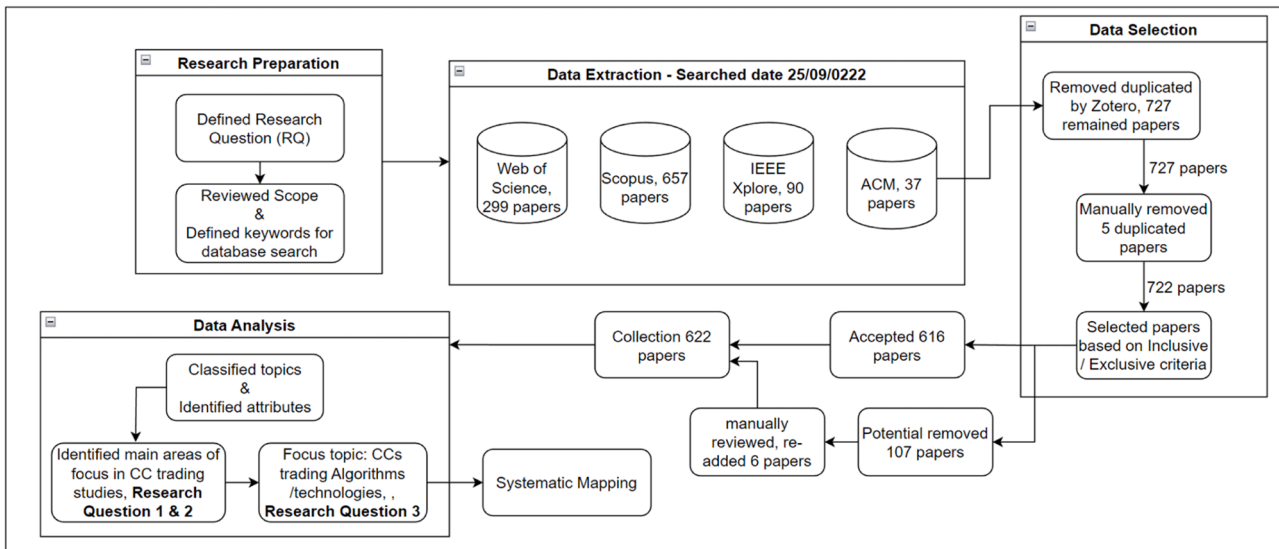 Research Preparation
Defined Research
Question (RQ)
Reviewed Scope
&
Defined keywords for
database search
Data Extraction - Searched date 25/09/0222
Web of
Science,
299 papers
Scopus, 657
papers
IEEE
Xplore, 90
papers
ACM, 37
papers
Data Selection
Removed duplicated
by Zotero, 727
remained papers
727 papers
Manually removed
5 duplicated
papers
722 papers
Selected papers
based on Inclusive
/ Exclusive criteria
Accepted 616
papers
Potential removed
107 papers
manually
reviewed, re-
added 6 papers
Collection 622
papers
Data Analysis
Classified topics
&
Identified attributes
Identified main areas of
focus in CC trading
studies, Research
Question 1 & 2
Focus topic: CCs
trading Algorithms
/technologies, ,
Research Question 3
Systematic Mapping